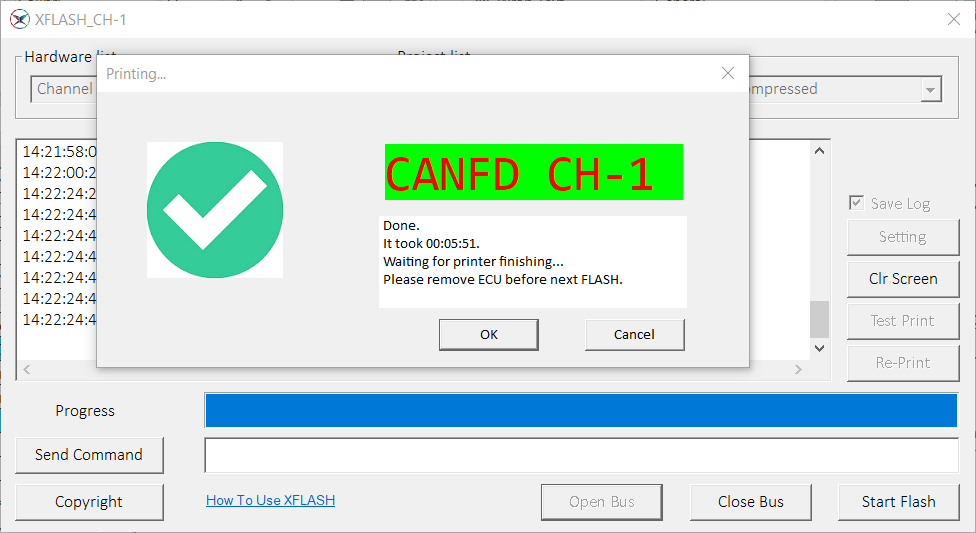 XFLASH_CH-1
Hardware list
Project list
Channel
ompressed
Printing...
CANFD CH-1
Done.
It took 00:05:51.
Waiting for printer finishing...
Please remove ECU before next FLASH.
OK
Cancel
14:21:58:0
14:22:00:2
14:22:24:2
14:22:24:4
14:22:24:4
14:22:24:4
14:22:24:4
14:22:24:4
14:22:24:4
Save Log
Setting
Clr Screen
Test Print
Re-Print
Progress
Send Command
Copyright
How To Use XFLASH
Open Bus
Close Bus
Start Flash